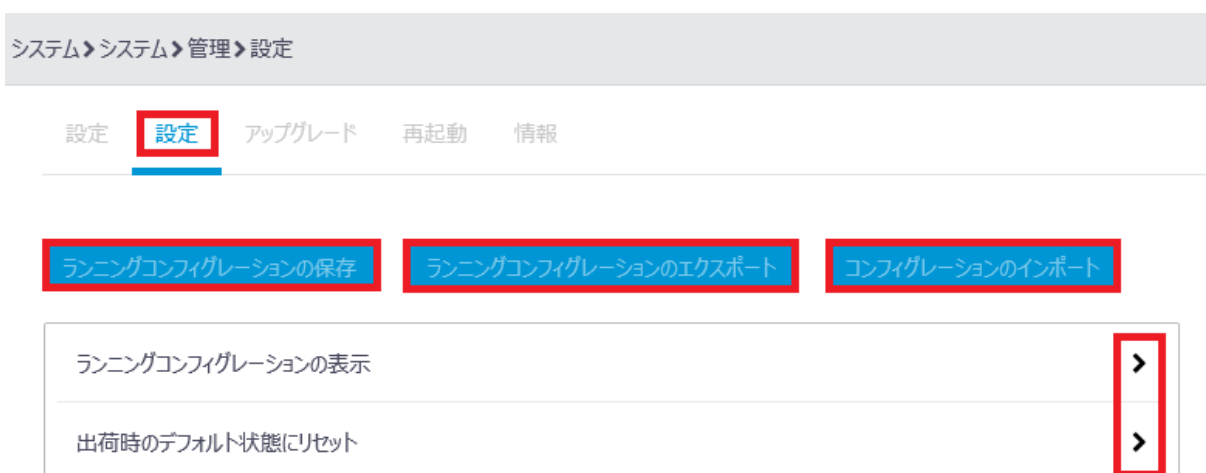 システム>システム>管理>設定
設定 設定 アップグレード 再起動 情報
ランニングコンフィグレーションの保存 ランニングコンフィグレーションのエクスポート コンフィグレーションのインポート
ランニングコンフィグレーションの表示
出荷時のデフォルト状態にリセット